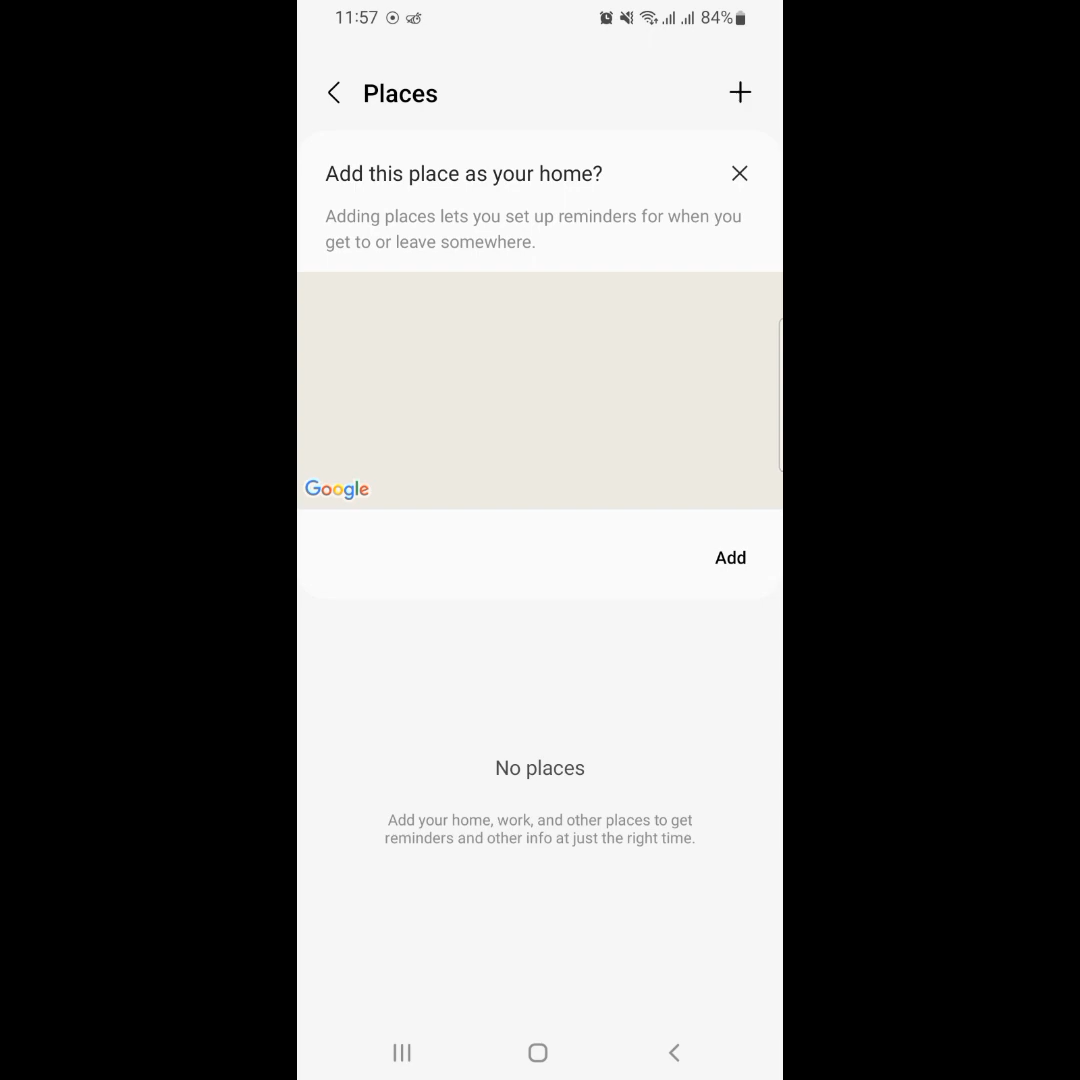 11:57
84%
Places
Add this place as your home?
Adding places lets you set up reminders for when you
get to or leave somewhere.
Google
Add
No places
Add your home, work, and other places to get
reminders and other info at just the right time.